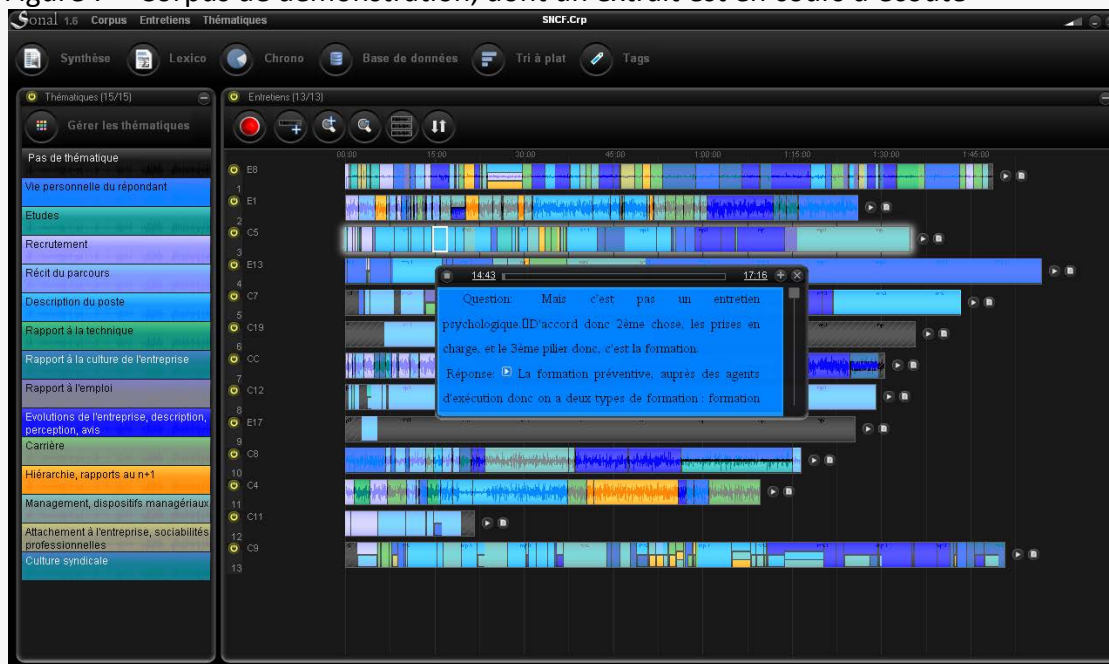 Figure 7 - Corpus de démonstration, dont un extrait est en cours d'écoute
Sonal 1.6 Corpus Entretiens Thématiques SNCF.Crp
Synthèse Lexico Chrono Base de données Tri à plat Tags
Thématiques (15/15)
Entretiens (13/13)
Gérer les thématiques
00:00 15:00 30:00 45:00 1:00:00 1:15:00 1:30:00 1:45:00
Pas de thématique
Vie personnelle du répondant
Etudes
Recrutement
Récit du parcours
Description du poste
Rapport à la technique
Rapport à la culture de l'entreprise
Rapport à l'emploi
Evolutions de l'entreprise, description,
perception, avis
Carrière
Hiérarchie, rapports au n+1
Management, dispositifs managériaux
Attachement à l'entreprise, sociabilités
professionnelles
Culture syndicale
E8
1
E1
2
C5
3
E13
4
C7
5
C19
6
CC
7
C12
8
E17
9
C8
10
C4
11
C11
12
C9
13
14:43 17:16
Question: Mais c'est pas un entretien
psychologique.▯D'accord donc 2ème chose, les prises en
charge, et le 3ème pilier donc, c'est la formation.
Réponse: La formation préventive, auprès des agents
d'exécution donc on a deux types de formation : formation